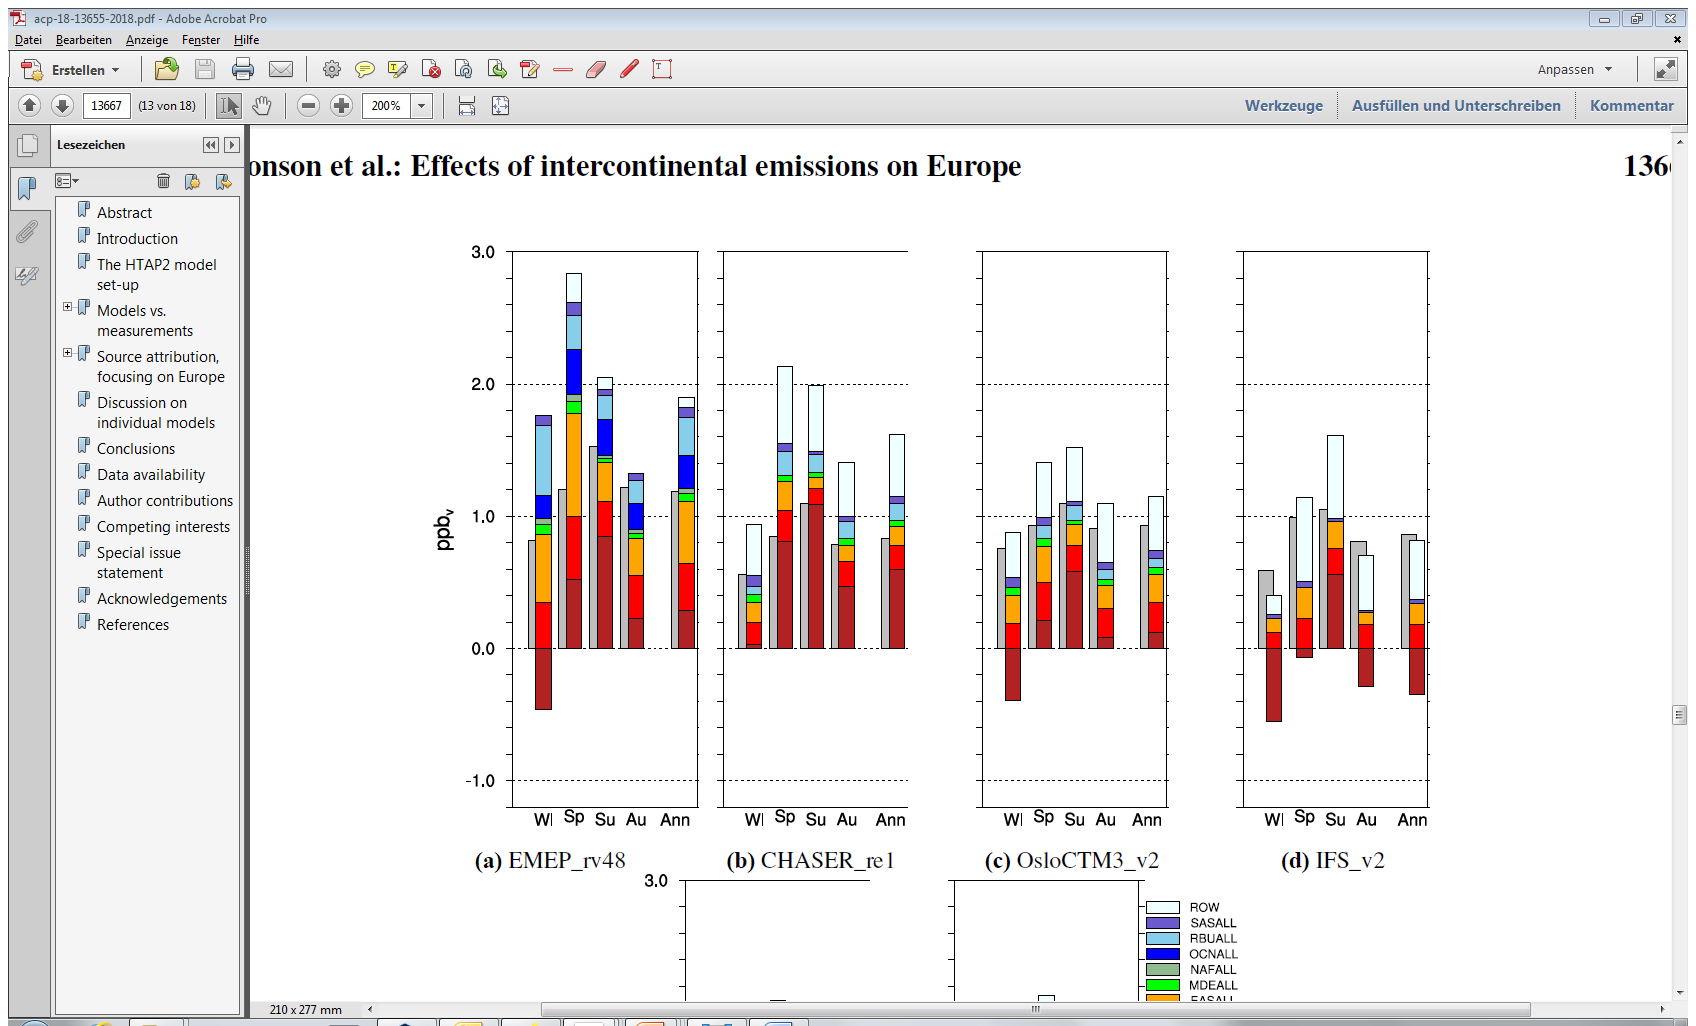 acp-18-13655-2018.pdf - Adobe Acrobat Pro
Datei Bearbeiten Anzeige Fenster Hilfe
Erstellen
Anpassen
13667 (13 von 18) 200%
Werkzeuge Ausfüllen und Unterschreiben Kommentar
Lesezeichen
Abstract
Introduction
The HTAP2 model
set-up
Models vs.
measurements
Source attribution,
focusing on Europe
Discussion on
individual models
Conclusions
Data availability
Author contributions
Competing interests
Special issue
statement
Acknowledgements
References
onson et al.: Effects of intercontinental emissions on Europe
136
3.0
2.0
1.0
0.0
-1.0
ppbv
WI Sp Su Au Ann
WI Sp Su Au Ann
WI Sp Su Au Ann
WI Sp Su Au Ann
(a) EMEP_rv48 (b) CHASER_re1 (c) OsloCTM3_v2 (d) IFS_v2
3.0
ROW
SASALL
RBUALL
OCNALL
NAFALL
MDEALL
EASALL
210 x 277 mm